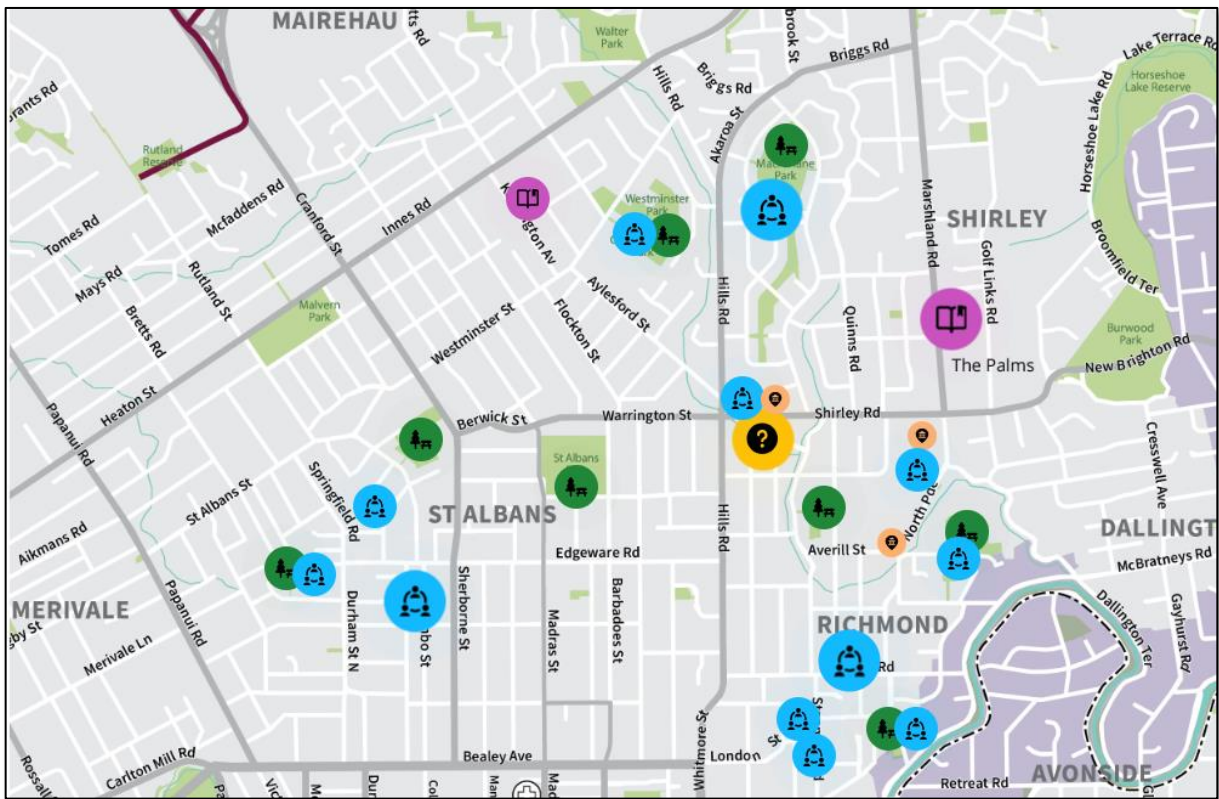 MAIREHAU
Walter
Park
Briggs Rd
Lake Terrace Rd
Horseshoe
Lake Reserve
Hills Rd
Briggs Rd
Akaroa St
Horseshoe Lake Rd
Rutland
Cranford St
Mcfaddens Rd
Innes Rd
Westminster
Park
Park
Marshland Rd
SHIRLEY
Tomes Rd
Golf Links Rd
Broomfield Ter
Mays Rd
Rutland St
Aylesford St
Hills Rd
Quinns Rd
Malvern
Park
Bretts Rd
Westminster St
Flockton St
Burwood
Park
New Brighton Rd
The Palms
Heaton St
Papanui Rd
Berwick St
Warrington St
Shirley Rd
?
St Albans
Cresswell Ave
Springfield Rd
St Albans St
ST ALBANS
Hills Rd
North
Aikmans Rd
Edgeware Rd
Averill St
DALLINGT
McBratneys Rd
MERIVALE
Papanui Rd
Sherborne St
Barbadoes St
Madras St
Durham St N
RICHMOND
Dallington Ter
Gayhurst Rd
Merivale Ln
Rd
Whitmore St
London St
Bealey Ave
Carlton Mill Rd
Retreat Rd
AVONSIDE